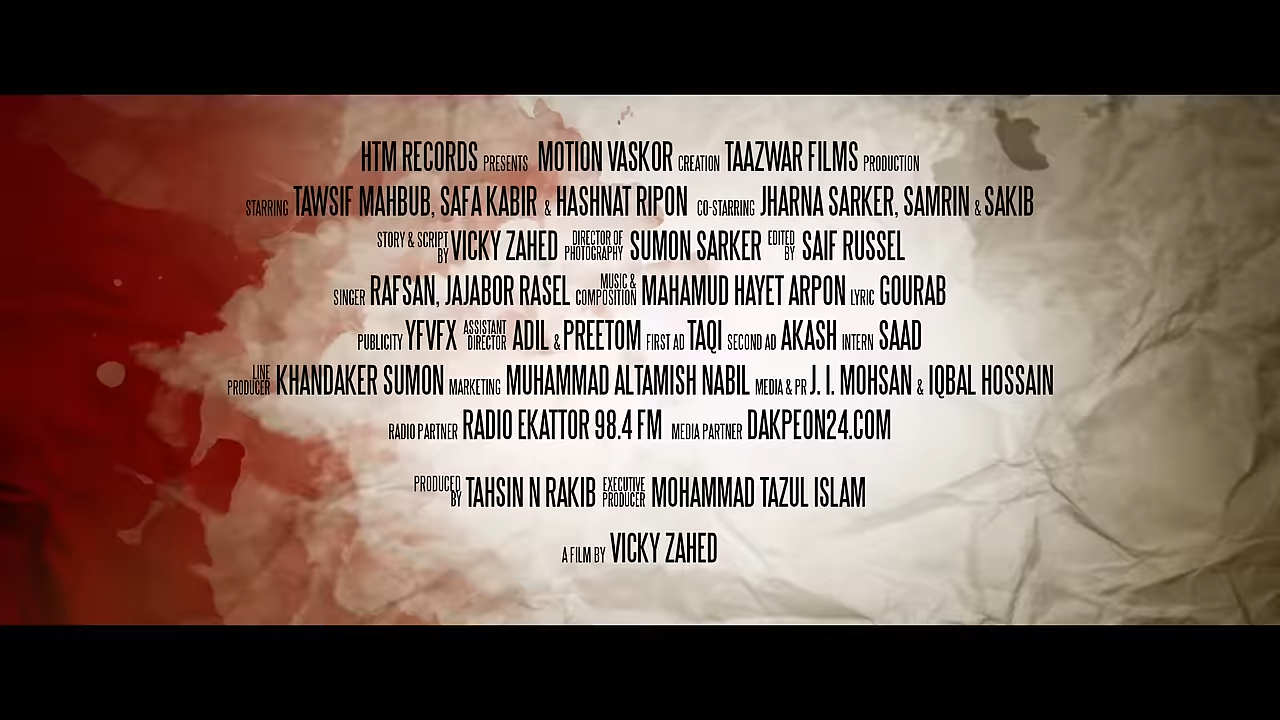 HTM RECORDS PRESENTS MOTION VASKOR CREATION TAAZWAR FILMS PRODUCTION
STARRING TAWSIF MAHBUB, SAFA KABIR & HASHNAT RIPON CO-STARRING JHARNA SARKER, SAMRIN & SAKIB
STORY & SCRIPT BY VICKY ZAHED DIRECTOR OF PHOTOGRAPHY SUMON SARKER EDITED BY SAIF RUSSEL
SINGER RAFSAN, JAJABOR RASEL MUSIC & COMPOSITION MAHAMUD HAYET ARPON LYRIC GOURAB
PUBLICITY YFVFX ASSISTANT DIRECTOR ADIL & PREETOM FIRST AD TAQI SECOND AD AKASH INTERN SAAD
LINE PRODUCER KHANDAKER SUMON MARKETING MUHAMMAD ALTAMISH NABIL MEDIA & PR J. I. MOHSAN & IQBAL HOSSAIN
RADIO PARTNER RADIO EKATTOR 98.4 FM MEDIA PARTNER DAKPEON24.COM
PRODUCED BY TAHSIN N RAKIB EXECUTIVE PRODUCER MOHAMMAD TAZUL ISLAM
A FILM BY VICKY ZAHED